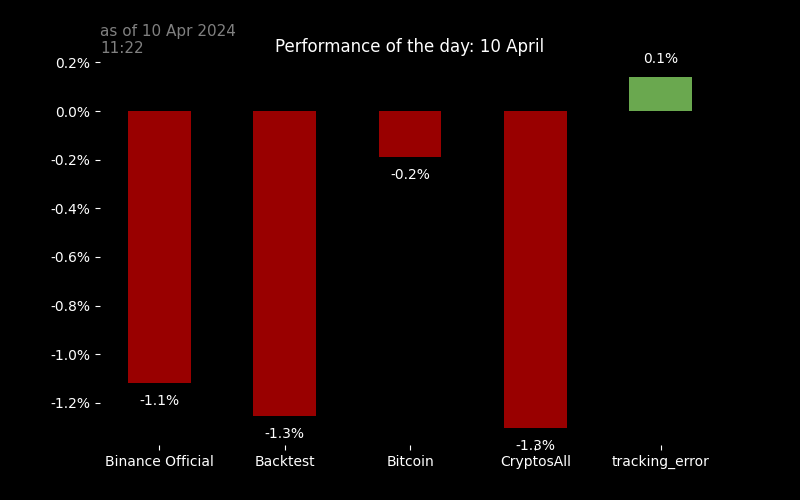 as of 10 Apr 2024
11:22
Performance of the day: 10 April
0.2%
0.0%
-0.2%
-0.4%
-0.6%
-0.8%
-1.0%
-1.2%
0.1%
-0.2%
-1.1%
-1.3%
-1.3%
Binance Official
Backtest
Bitcoin
CryptosAll
tracking_error